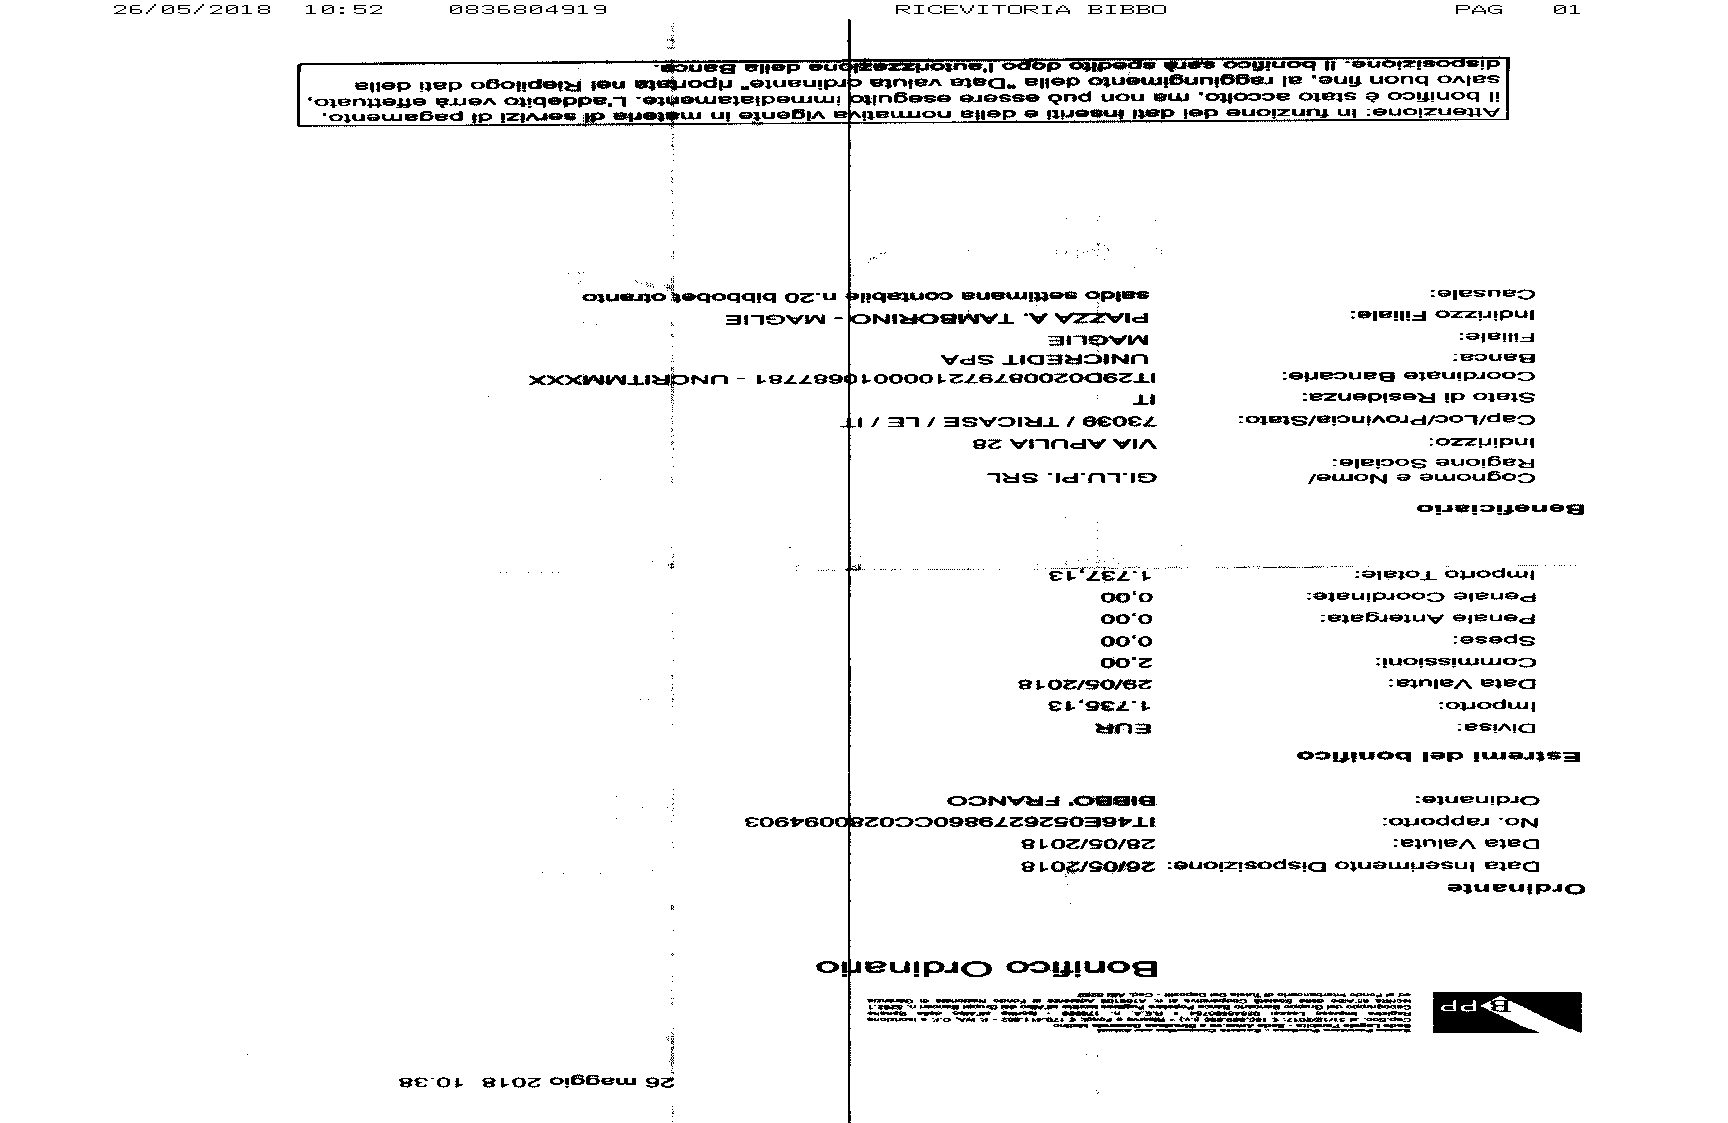 26/05/2018 10:52 0836804919 RICEVITORIA BIBBO PAG 01
26 maggio 2018 10.38
BPP
Bonifico Ordinario
Ordinante
Data Inserimento Disposizione: 26/05/2018
Data Valuta: 28/05/2018
No. rapporto: IT46E0526279860CC0280094903
Ordinante: BIBBO' FRANCO
Estremi del bonifico
Divisa: EUR
Importo: 1.735,13
Data Valuta: 29/05/2018
Commissioni: 2,00
Spese: 0,00
Penale Antergate: 0,00
Penale Coordinate: 0,00
Importo Totale: 1.737,13
Beneficiario
Cognome e Nome/ GI.LU.PI. SRL
Ragione Sociale:
Indirizzo: VIA APULIA 28
Cap/Loc/Provincia/Stato: 73039 / TRICASE / LE / IT
Stato di Residenza: IT
Coordinate Bancarie: IT29D0200879721000010687781 - UNCRITMMXXX
Banca: UNICREDIT SPA
Filiale: MAGLIE
Indirizzo Filiale: PIAZZA A. TAMBORINO - MAGLIE
Causale: saldo settimana contabile n.20 bibbobet otranto
Attenzione: in funzione dei dati inseriti e della normativa vigente in materia di servizi di pagamento,
il bonifico è stato accolto, ma non può essere eseguito immediatamente. L'addebito verrà effettuato,
salvo buon fine, al raggiungimento della "Data valuta ordinante" riportata nel Riepilogo dati della
disposizione. Il bonifico sarà spedito dopo l'autorizzazione della Banca.